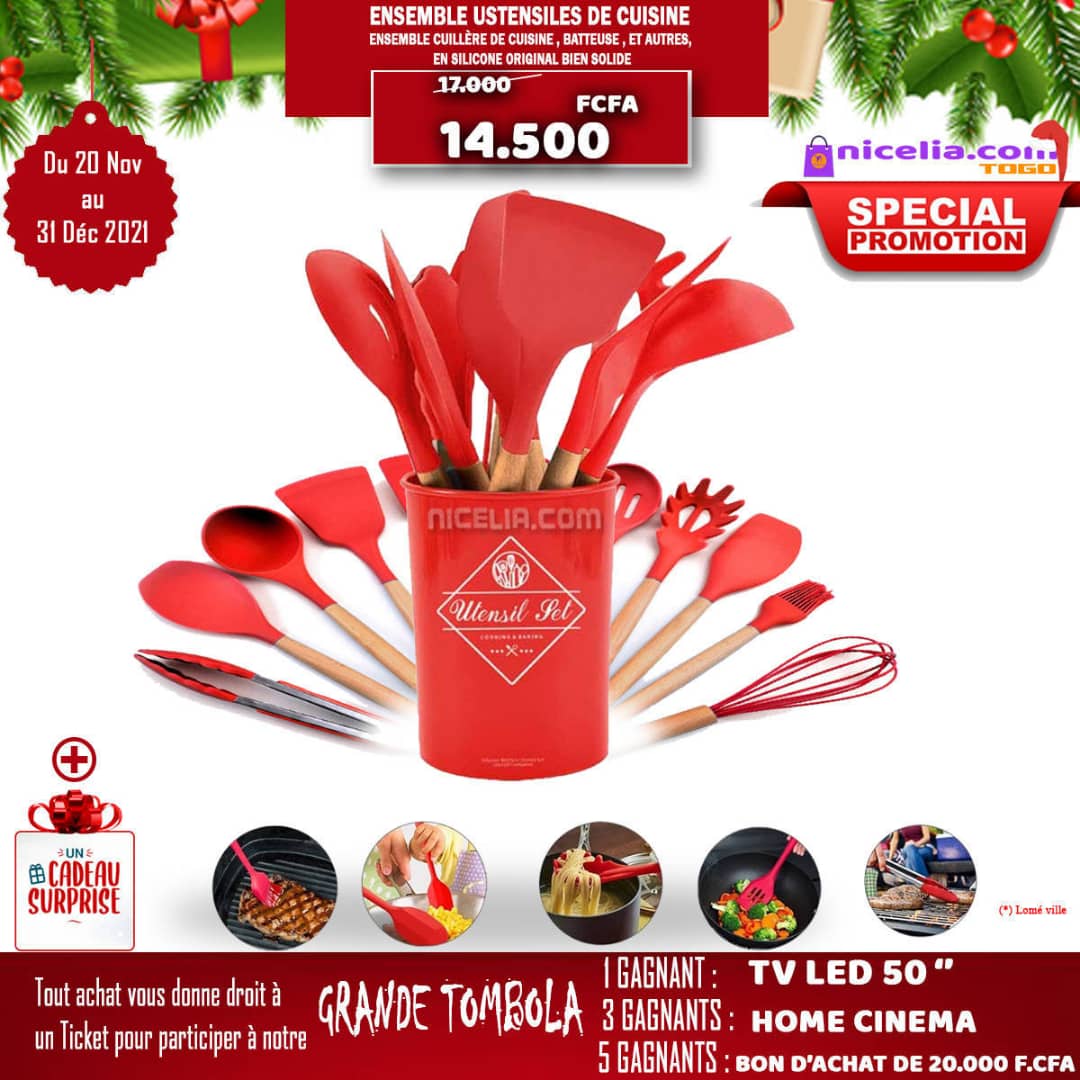 ENSEMBLE USTENSILES DE CUISINE
ENSEMBLE CUILLÈRE DE CUISINE , BATTEUSE , ET AUTRES,
EN SILICONE ORIGINAL BIEN SOLIDE
17.000
FCFA
14.500
Du 20 Nov
au
31 Déc 2021
nicelia.com
TOGO
SPECIAL
PROMOTION
NICELIA.COM
Utensil Set
COOKING & BAKING
UN
CADEAU
SURPRISE
(*) Lomé ville
Tout achat vous donne droit à
un Ticket pour participer à notre
GRANDE TOMBOLA
1 GAGNANT : TV LED 50 ’’
3 GAGNANTS : HOME CINEMA
5 GAGNANTS : BON D’ACHAT DE 20.000 F.CFA